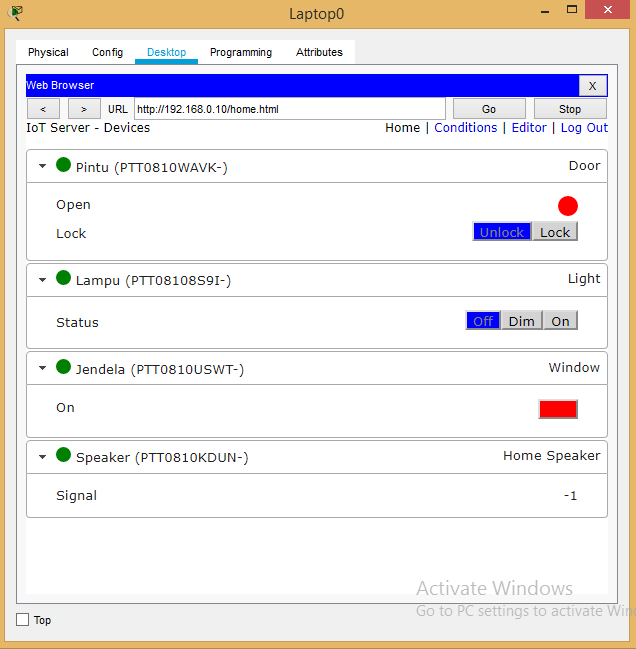 Laptop0
Physical Config Desktop Programming Attributes
Web Browser X
< > URL http://192.168.0.10/home.html Go Stop
IoT Server - Devices Home | Conditions | Editor | Log Out
Pintu (PTT0810WAVK-) Door
Open
Lock Unlock Lock
Lampu (PTT08108S9I-) Light
Status Off Dim On
Jendela (PTT0810USWT-) Window
On
Speaker (PTT0810KDUN-) Home Speaker
Signal -1
Activate Windows
Go to PC settings to activate Win
Top